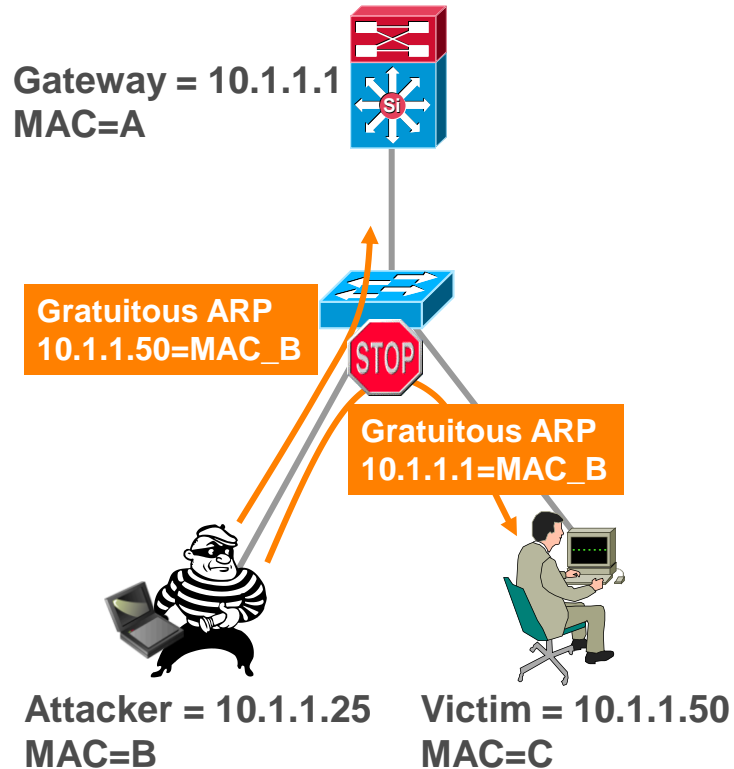 Gateway = 10.1.1.1
MAC=A
Si
Gratuitous ARP
10.1.1.50=MAC_B
STOP
Gratuitous ARP
10.1.1.1=MAC_B
Attacker = 10.1.1.25
MAC=B
Victim = 10.1.1.50
MAC=C